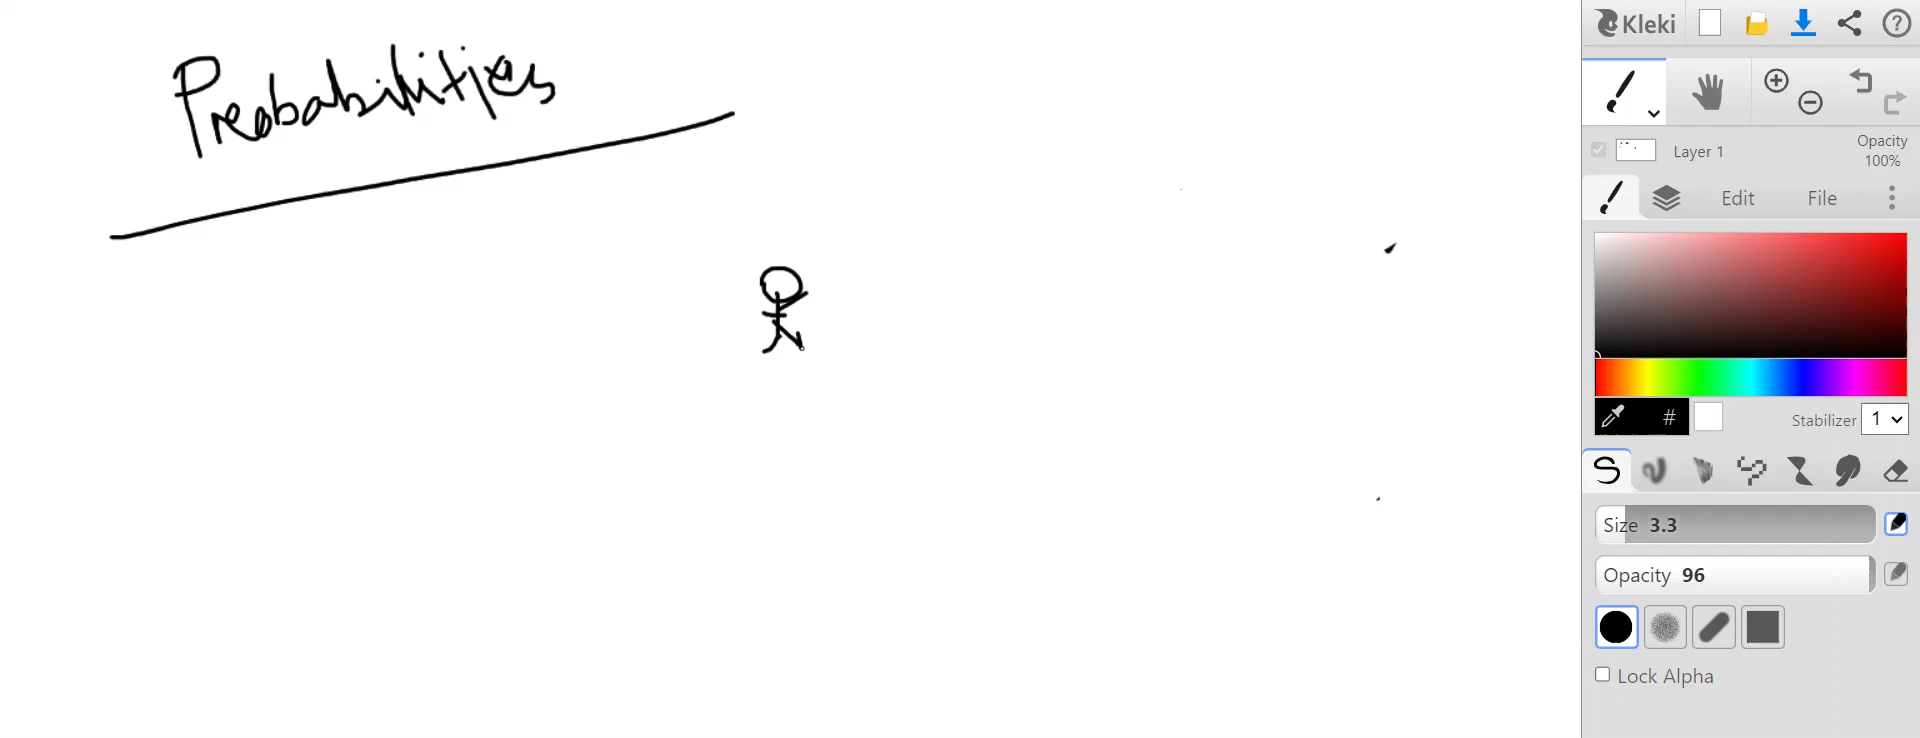 Probabilities
Kleki
Layer 1
Opacity
100%
Edit
File
#
Stabilizer
1
Size 3.3
Opacity 96
Lock Alpha